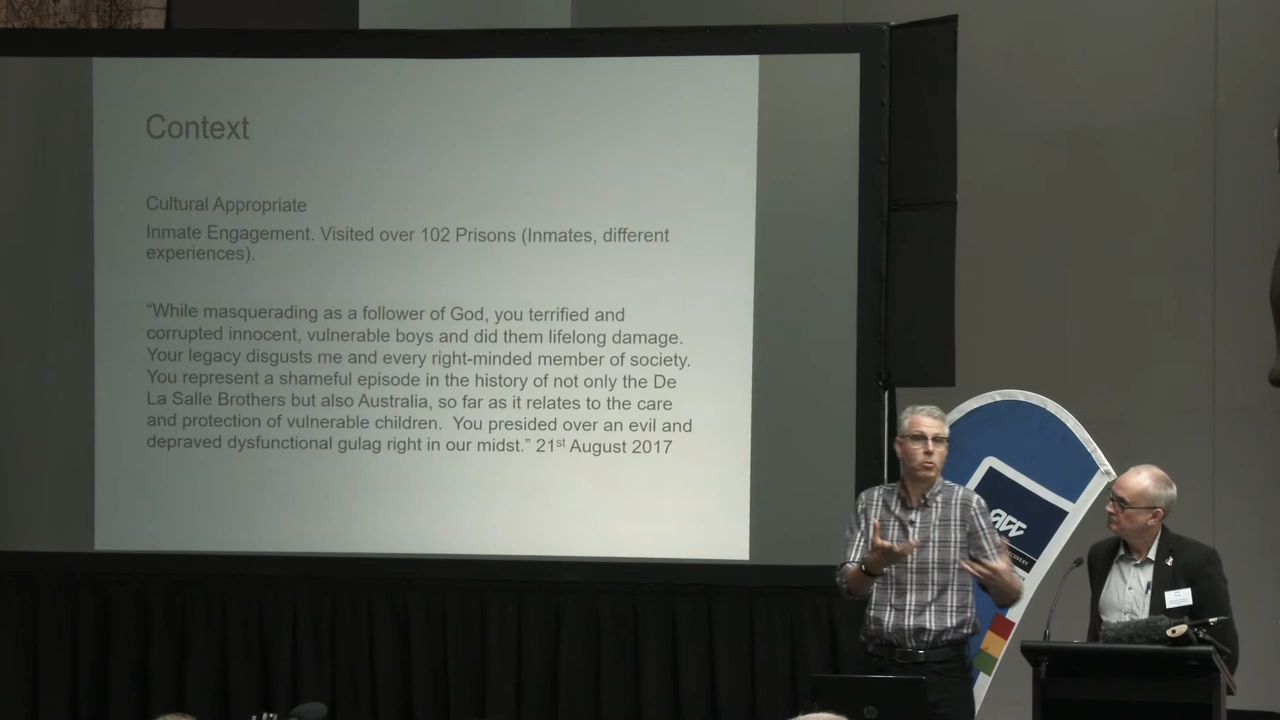 Context
Cultural Appropriate
Inmate Engagement. Visited over 102 Prisons (Inmates, different
experiences).
“While masquerading as a follower of God, you terrified and
corrupted innocent, vulnerable boys and did them lifelong damage.
Your legacy disgusts me and every right-minded member of society.
You represent a shameful episode in the history of not only the De
La Salle Brothers but also Australia, so far as it relates to the care
and protection of vulnerable children.  You presided over an evil and
depraved dysfunctional gulag right in our midst.” 21st August 2017
acc